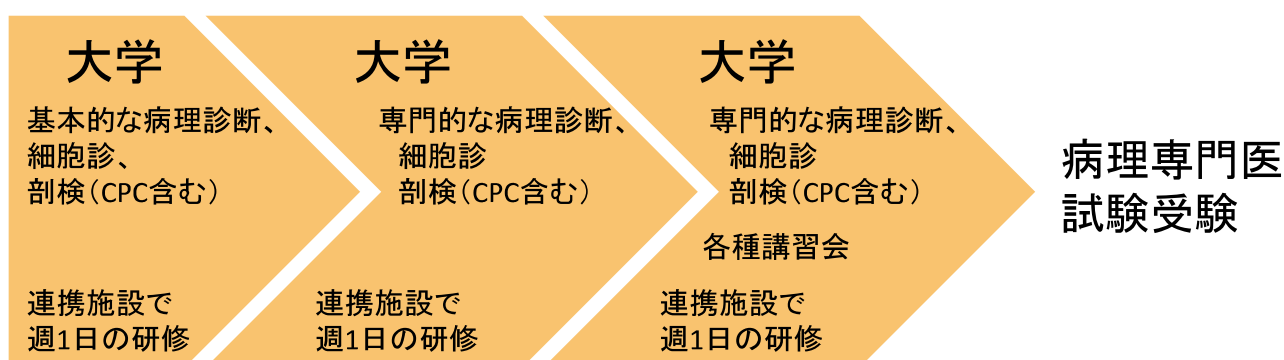 大学
基本的な病理診断、
細胞診、
剖検（CPC含む）
連携施設で
週1日の研修
大学
専門的な病理診断、
細胞診
剖検（CPC含む）
連携施設で
週1日の研修
大学
専門的な病理診断、
細胞診
剖検（CPC含む）
各種講習会
連携施設で
週1日の研修
病理専門医
試験受験